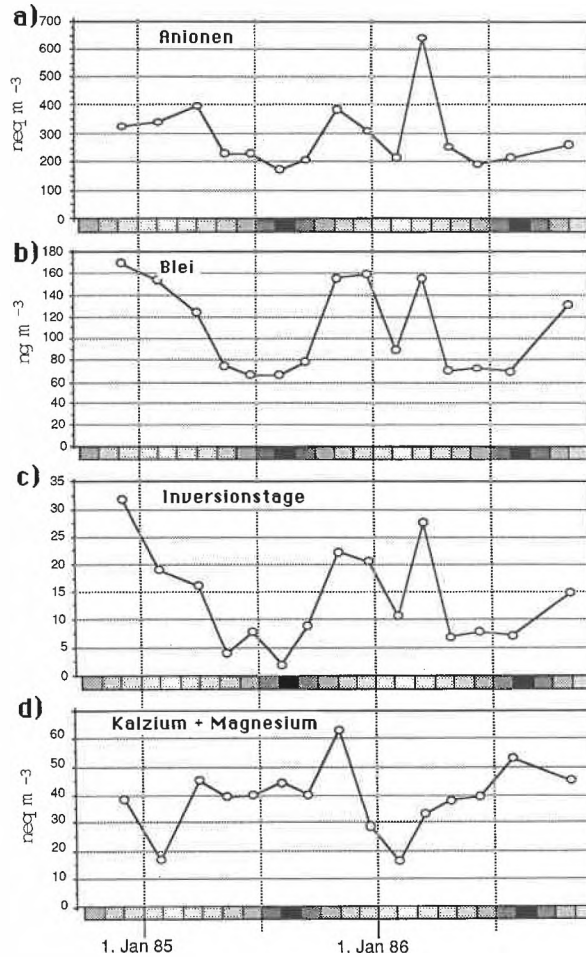 a)
Anionen
700
600
500
400
300
200
100
0
neq m -3
b)
Blei
180
160
140
120
100
80
60
40
20
0
ng m -3
c)
Inversionstage
35
30
25
20
15
10
5
0
d)
Kalzium + Magnesium
60
50
40
30
20
10
0
neq m -3
1. Jan 85
1. Jan 86